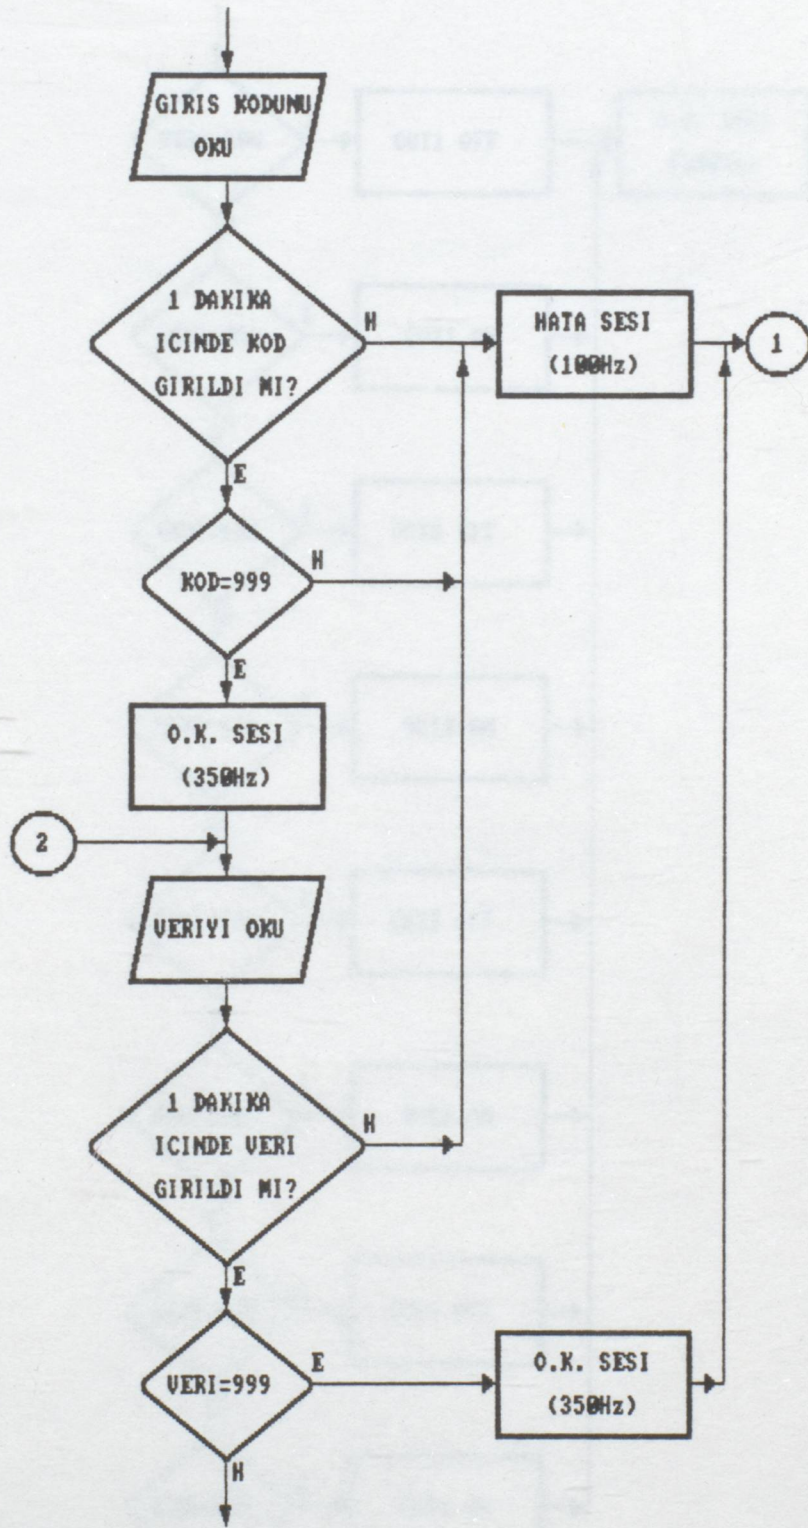 GIRIS KODUNU
OKU
1 DAKIKA
ICINDE KOD
GIRILDI MI?
H
HATA SESI
(100Hz)
1
E
KOD=999
H
E
O.K. SESI
(350Hz)
2
VERIYI OKU
1 DAKIKA
ICINDE VERI
GIRILDI MI?
H
E
VERI=999
E
O.K. SESI
(350Hz)
H